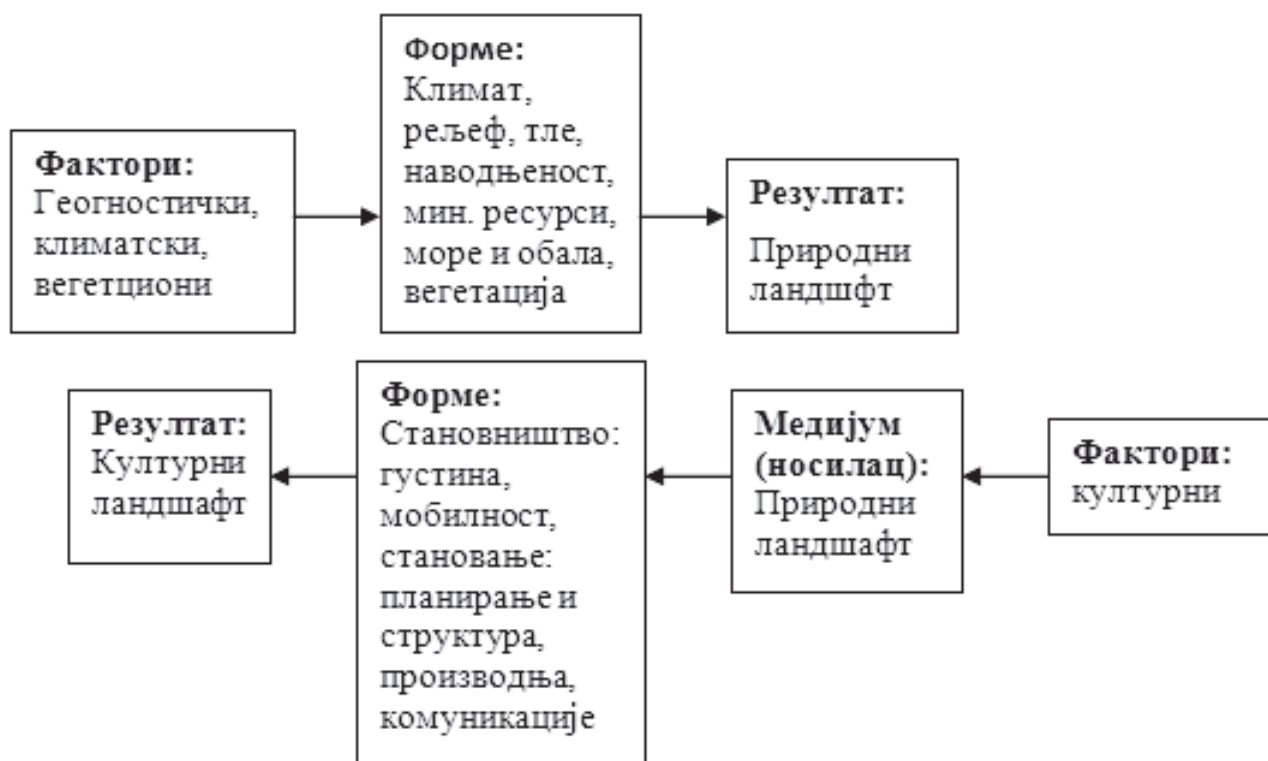 Фактори:
Геогностички,
климатски,
вегетциони
Форме:
Климат,
рељеф, тле,
наводњеност,
мин. ресурси,
море и обала,
вегетација
Резултат:
Природни
ландшфт
Резултат:
Културни
ландшафт
Форме:
Становништво:
густина,
мобилност,
становање:
планирање и
структура,
производња,
комуникације
Медијум
(носилац):
Природни
ландшафт
Фактори:
културни